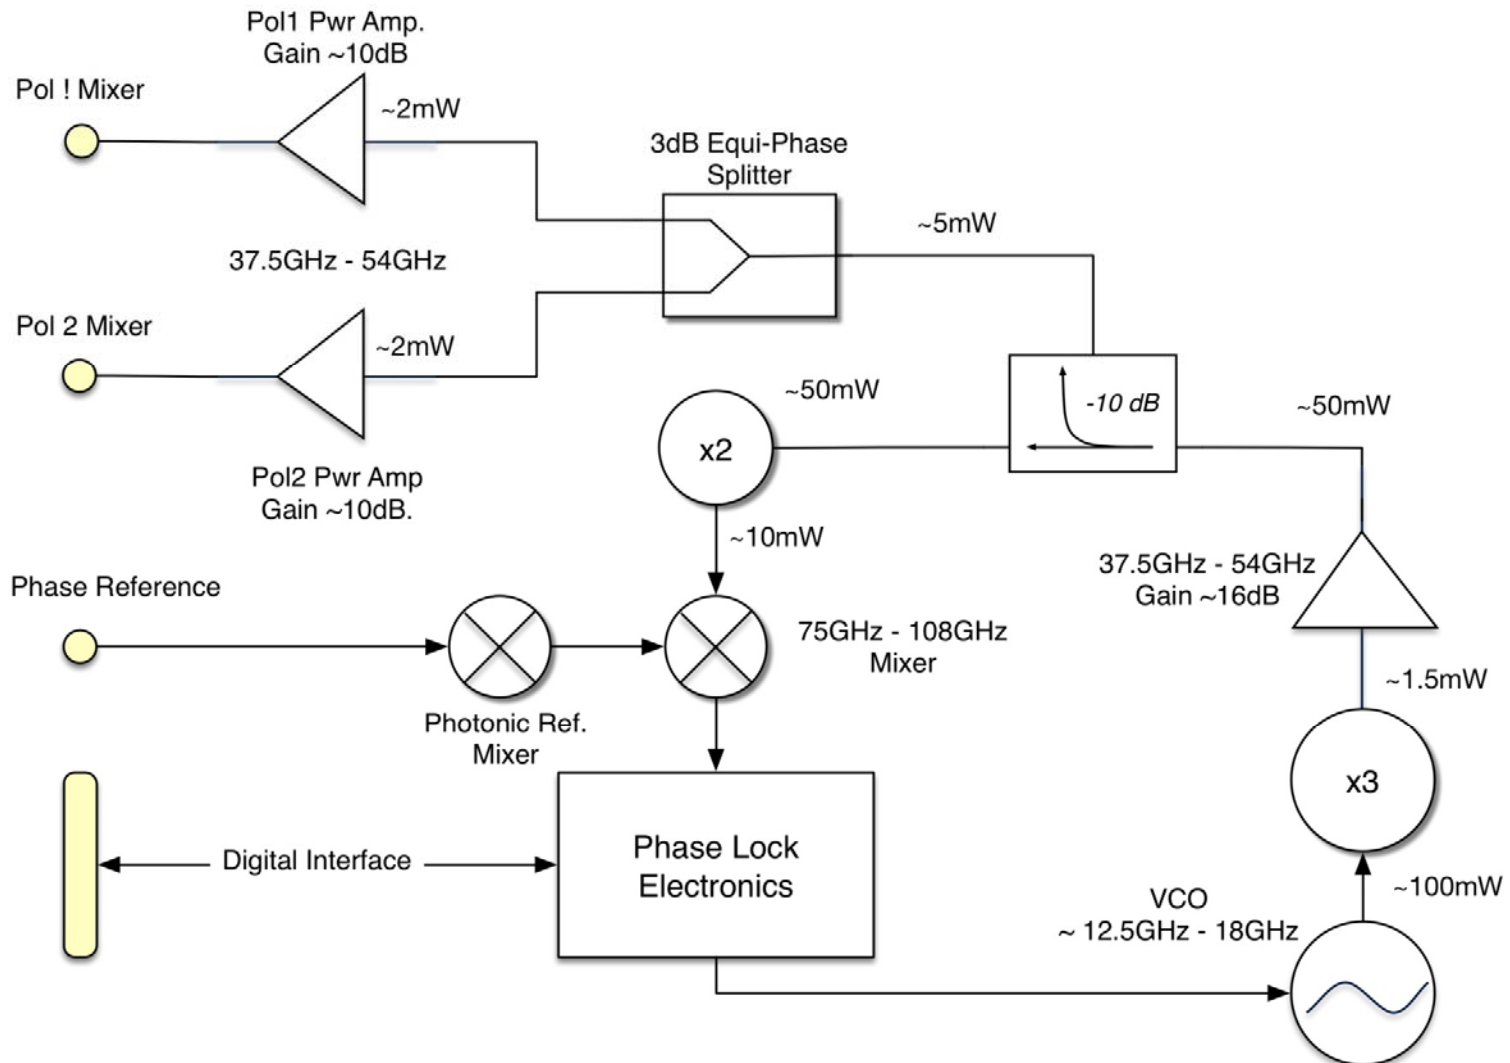 Pol1 Pwr Amp.
Gain ~10dB
Pol ! Mixer
~2mW
3dB Equi-Phase
Splitter
~5mW
37.5GHz - 54GHz
Pol 2 Mixer
~2mW
~50mW
-10 dB
~50mW
x2
Pol2 Pwr Amp
Gain ~10dB.
~10mW
37.5GHz - 54GHz
Gain ~16dB
Phase Reference
75GHz - 108GHz
Mixer
~1.5mW
Photonic Ref.
Mixer
x3
Digital Interface
Phase Lock
Electronics
~100mW
VCO
~ 12.5GHz - 18GHz